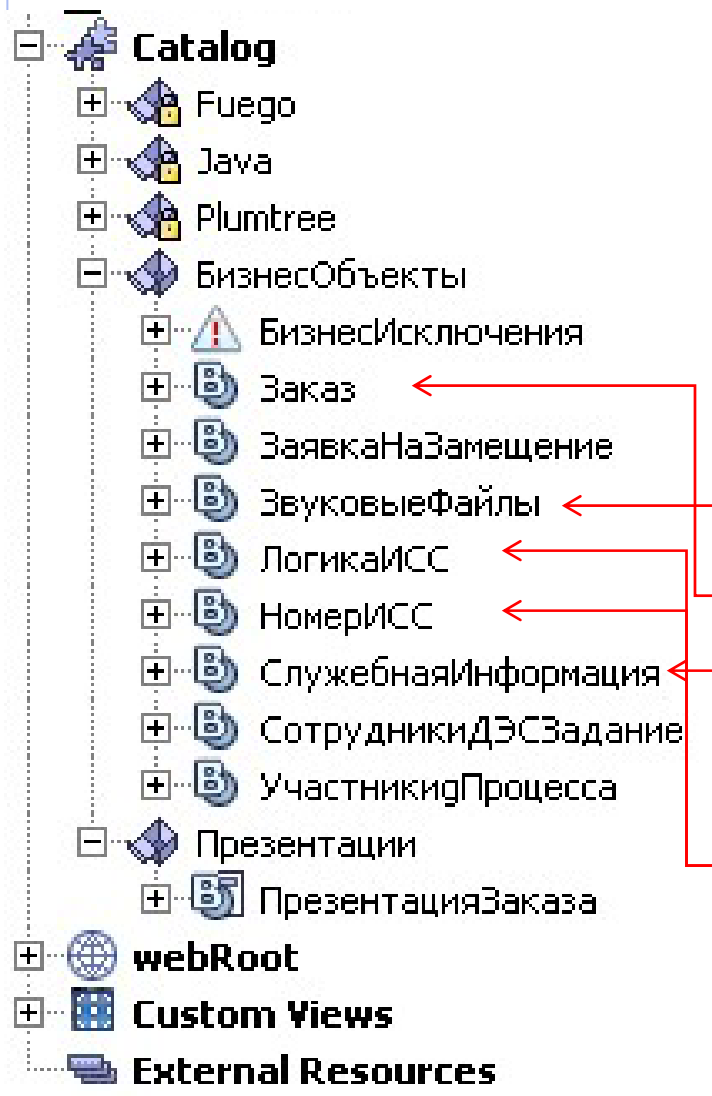 Catalog
Fuego
Java
Plumtree
БизнесОбъекты
БизнесИсключения
Заказ
ЗаявкаНаЗамещение
ЗвуковыеФайлы
ЛогикаИСС
НомерИСС
СлужебнаяИнформация
СотрудникиДЭСЗадание
УчастникиgПроцесса
Презентации
ПрезентацияЗаказа
webRoot
Custom Views
External Resources